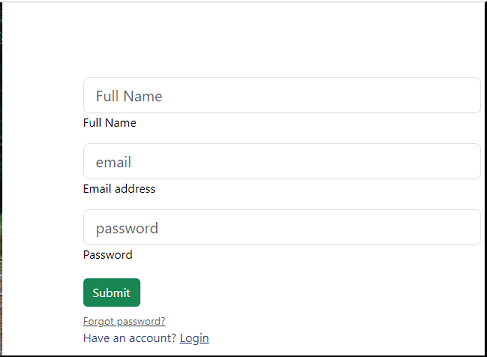 Full Name
Full Name
email
Email address
password
Password
Submit
Forgot password?
Have an account? Login